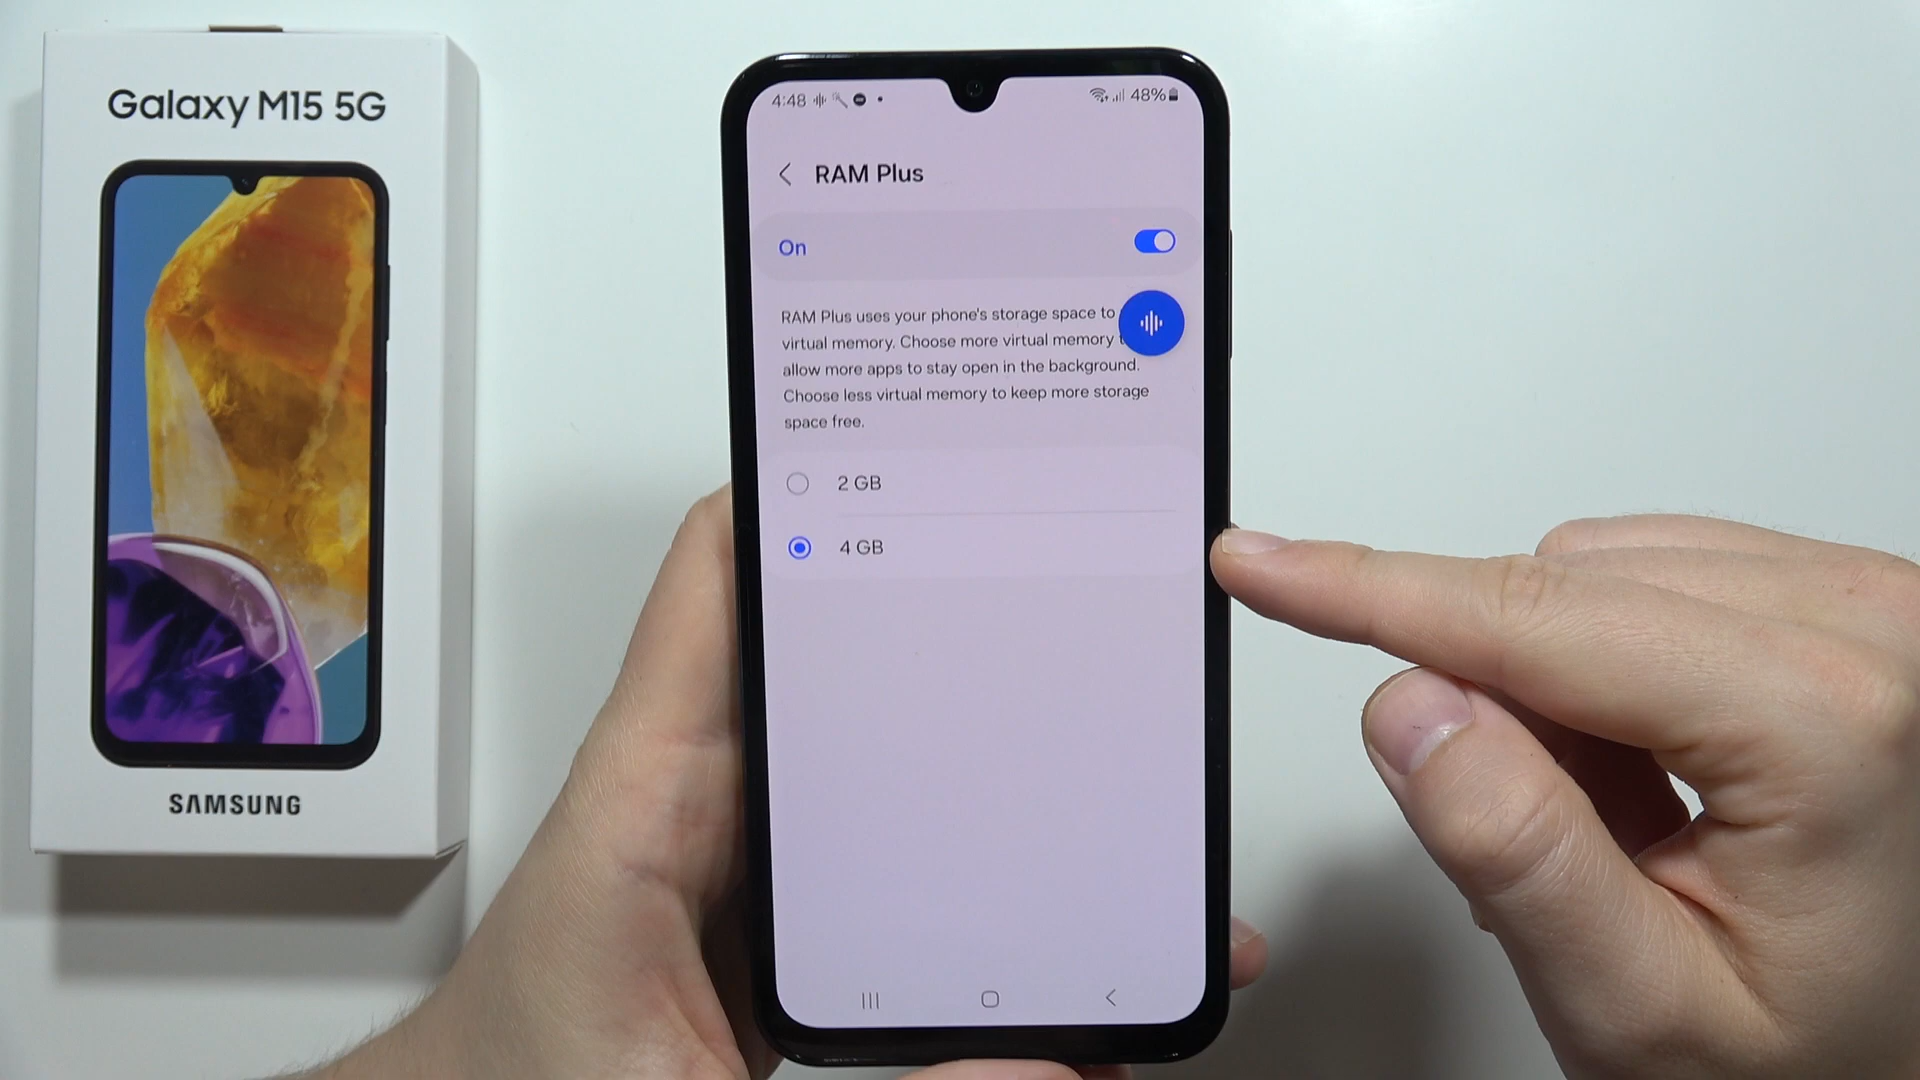 Galaxy M15 5G
SAMSUNG
4:48
48%
RAM Plus
On
RAM Plus uses your phone's storage space to
virtual memory. Choose more virtual memory
allow more apps to stay open in the background.
Choose less virtual memory to keep more storage
space free.
2 GB
4 GB